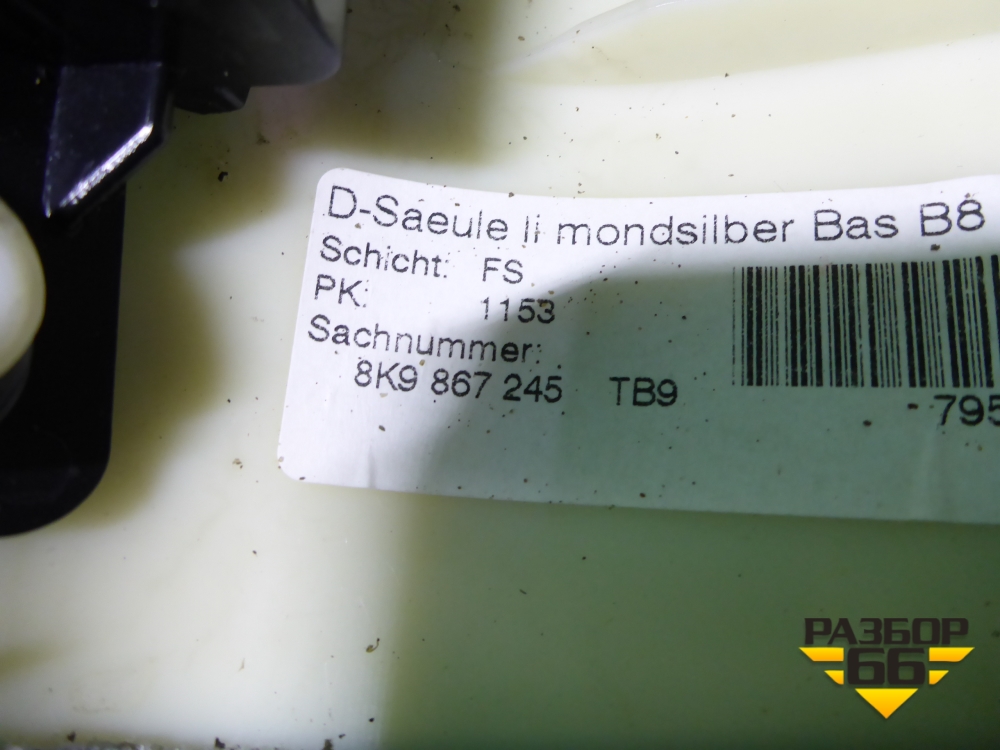 D-Saeule li mondsilber Bas B8
Schicht: FS
PK: 1153
Sachnummer:
8K9 867 245 TB9
- 795
РАЗБОР
66